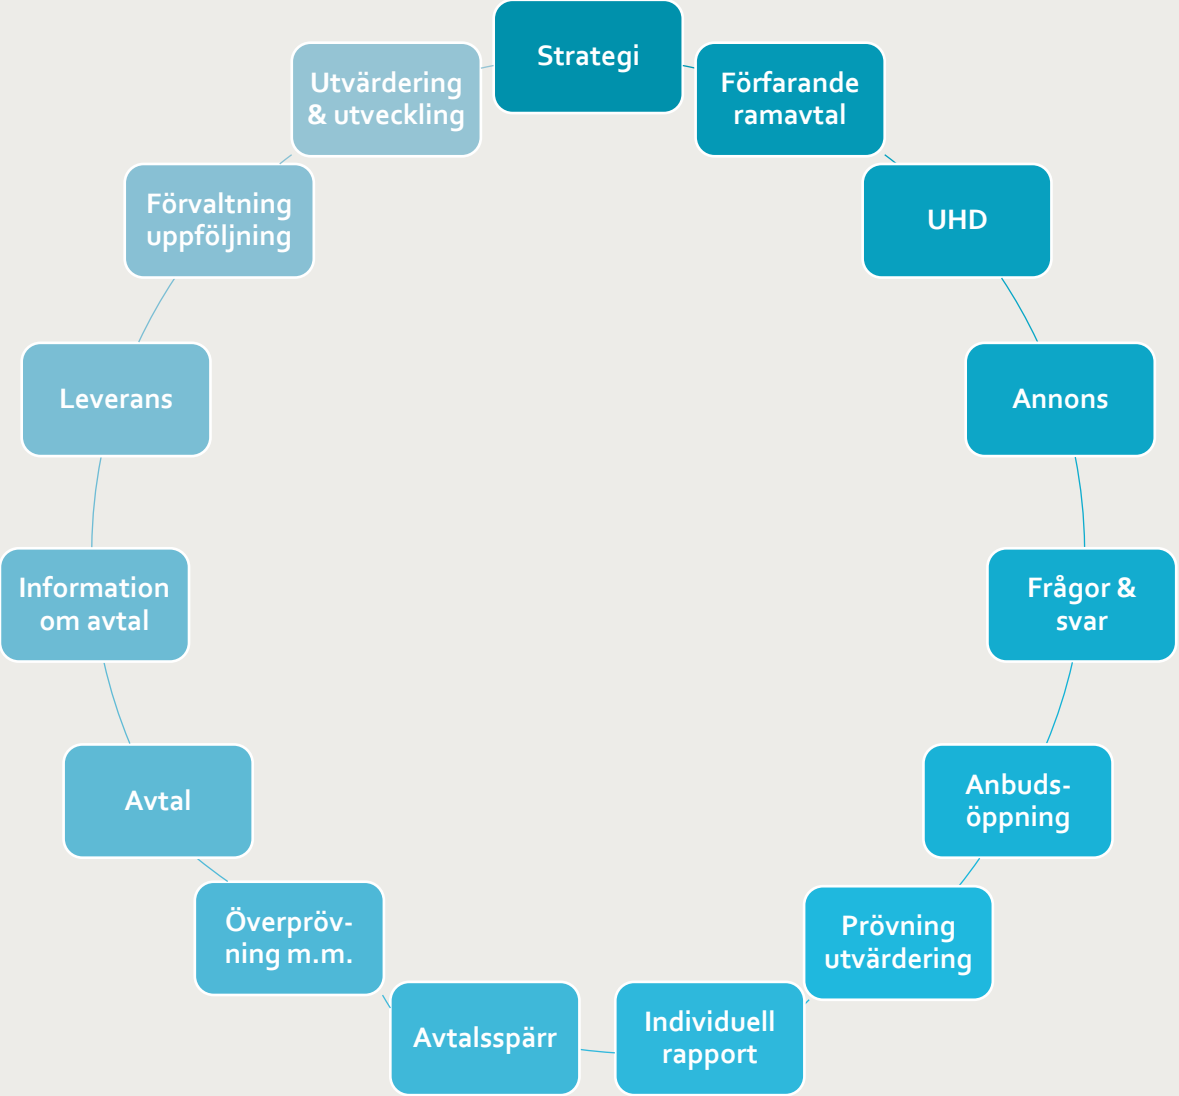 Strategi
Förfarande
ramavtal
UHD
Annons
Frågor &
svar
Anbuds-
öppning
Prövning
utvärdering
Individuell
rapport
Avtalsspärr
Överpröv-
ning m.m.
Avtal
Information
om avtal
Leverans
Förvaltning
uppföljning
Utvärdering
& utveckling